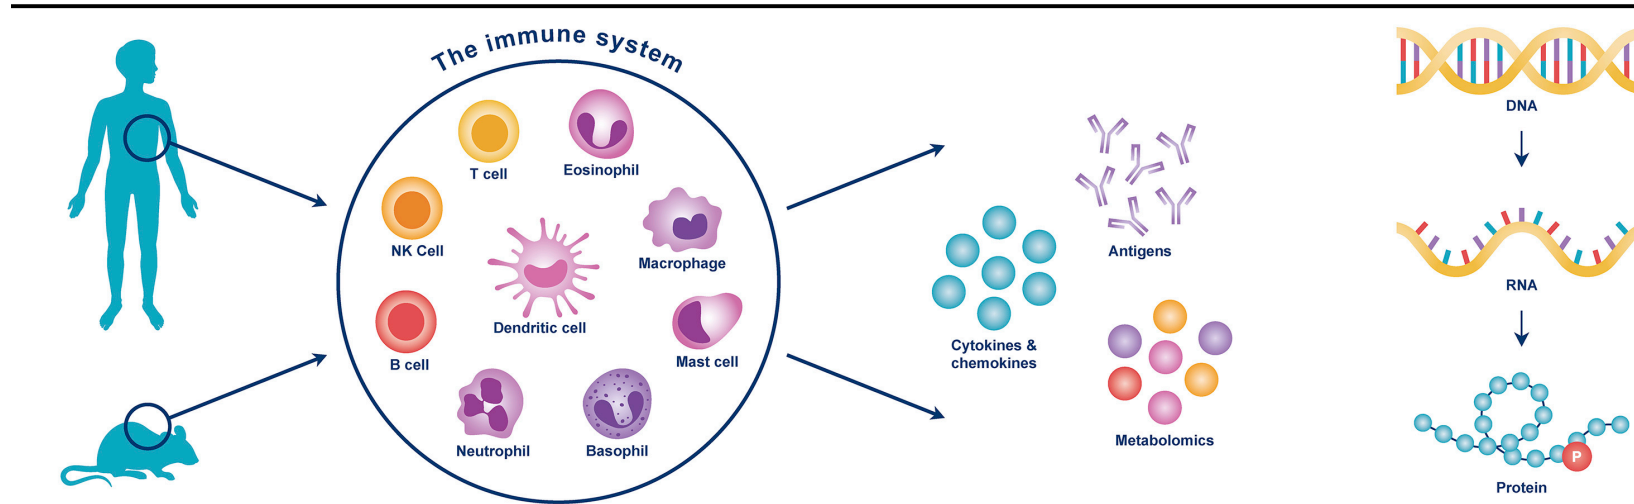 The immune system
T cell
Eosinophil
NK Cell
Macrophage
Dendritic cell
B cell
Mast cell
Neutrophil
Basophil
Antigens
Cytokines &
chemokines
Metabolomics
DNA
RNA
P
Protein